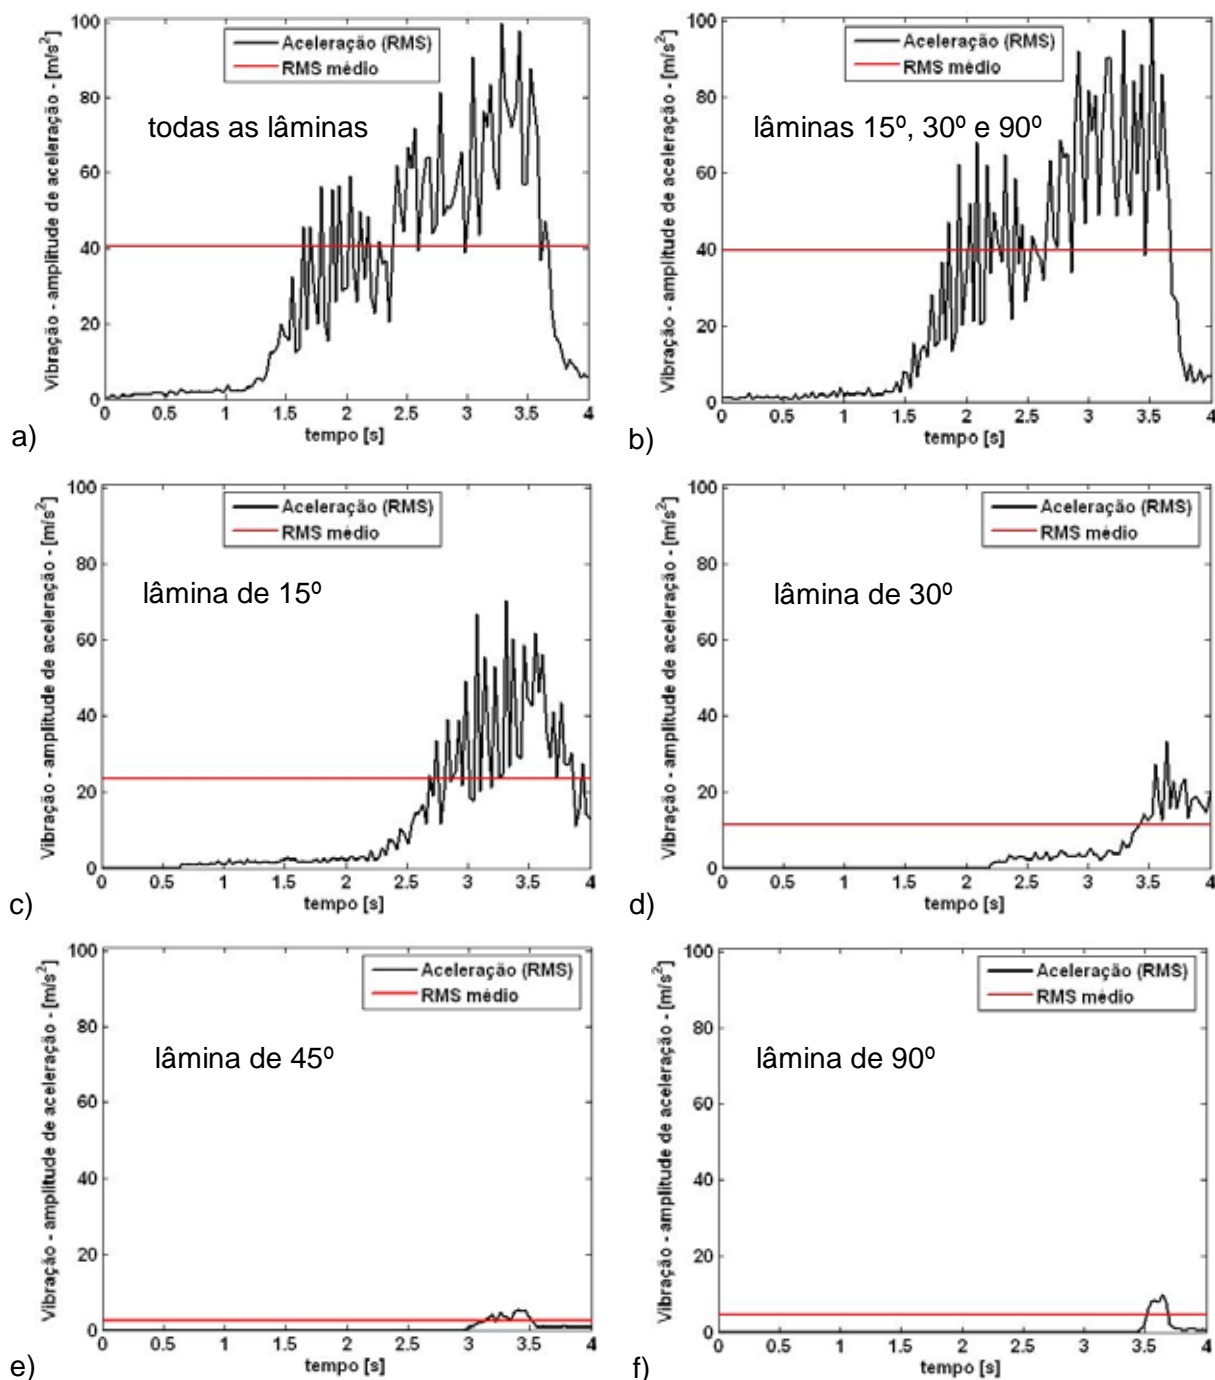 Vibração - amplitude de aceleração - [m/s²]
100
80
60
40
20
0
Aceleração (RMS)
RMS médio
todas as lâminas
0 0.5 1 1.5 2 2.5 3 3.5 4
tempo [s]
a)
Vibração - amplitude de aceleração - [m/s²]
100
80
60
40
20
0
Aceleração (RMS)
RMS médio
lâminas 15º, 30º e 90º
0 0.5 1 1.5 2 2.5 3 3.5 4
tempo [s]
b)
Vibração - amplitude de aceleração - [m/s²]
100
80
60
40
20
0
Aceleração (RMS)
RMS médio
lâmina de 15º
0 0.5 1 1.5 2 2.5 3 3.5 4
tempo [s]
c)
Vibração - amplitude de aceleração - [m/s²]
100
80
60
40
20
0
Aceleração (RMS)
RMS médio
lâmina de 30º
0 0.5 1 1.5 2 2.5 3 3.5 4
tempo [s]
d)
Vibração - amplitude de aceleração - [m/s²]
100
80
60
40
20
0
Aceleração (RMS)
RMS médio
lâmina de 45º
0 0.5 1 1.5 2 2.5 3 3.5 4
tempo [s]
e)
Vibração - amplitude de aceleração - [m/s²]
100
80
60
40
20
0
Aceleração (RMS)
RMS médio
lâmina de 90º
0 0.5 1 1.5 2 2.5 3 3.5 4
tempo [s]
f)